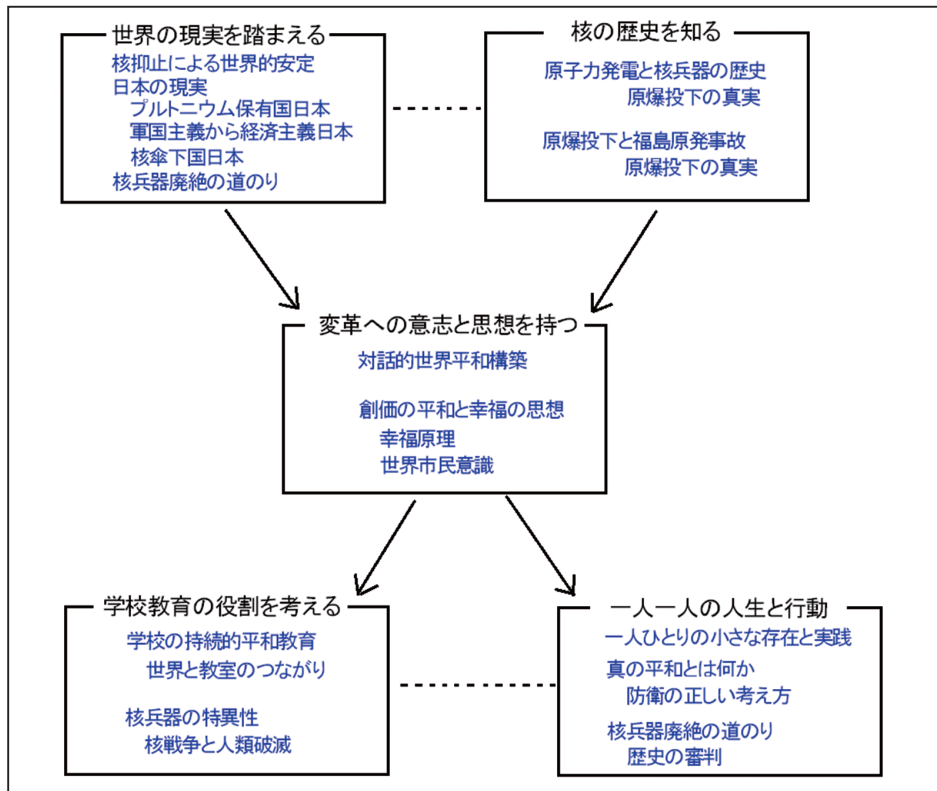 世界の現実を踏まえる
核抑止による世界的安定
日本の現実
プルトニウム保有国日本
軍国主義から経済主義日本
核傘下国日本
核兵器廃絶の道のり
核の歴史を知る
原子力発電と核兵器の歴史
原爆投下の真実
原爆投下と福島原発事故
原爆投下の真実
変革への意志と思想を持つ
対話的世界平和構築
創価の平和と幸福の思想
幸福原理
世界市民意識
学校教育の役割を考える
学校の持続的平和教育
世界と教室のつながり
核兵器の特異性
核戦争と人類破滅
一人一人の人生と行動
一人ひとりの小さな存在と実践
真の平和とは何か
防衛の正しい考え方
核兵器廃絶の道のり
歴史の審判